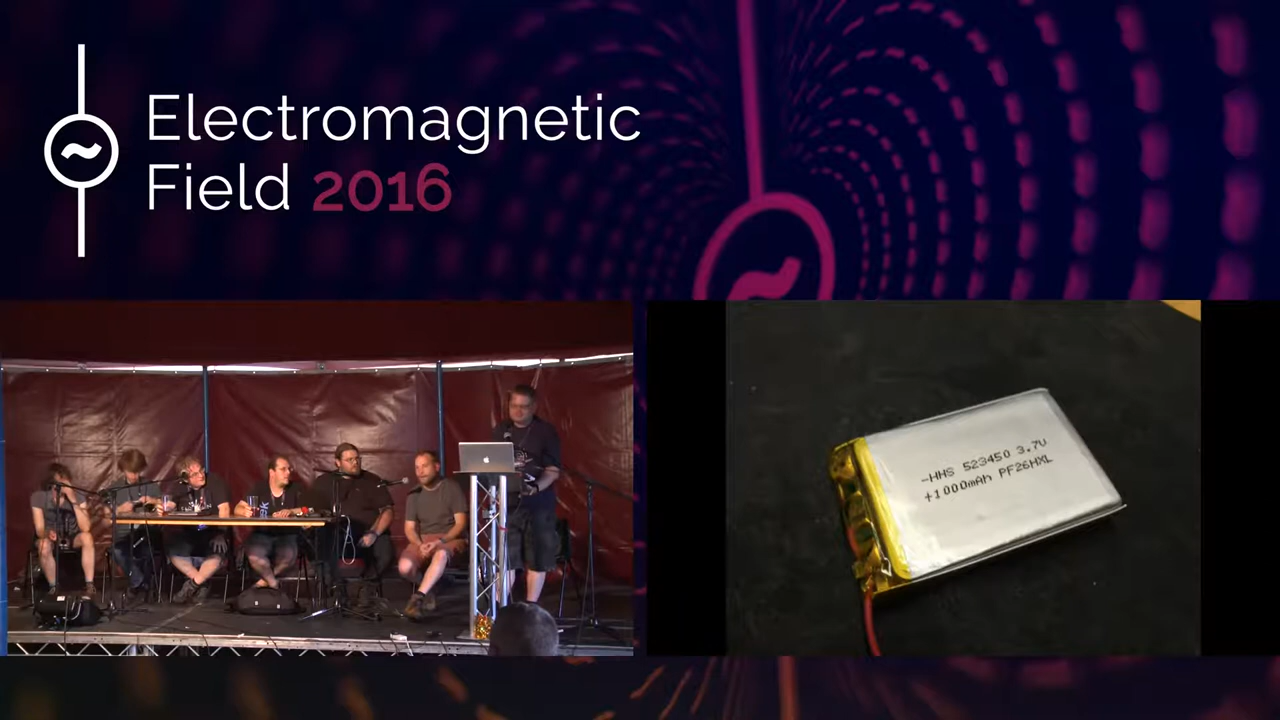 Electromagnetic
Field 2016
-HHS 523450 3.7V
+1000mAh PF26HXL